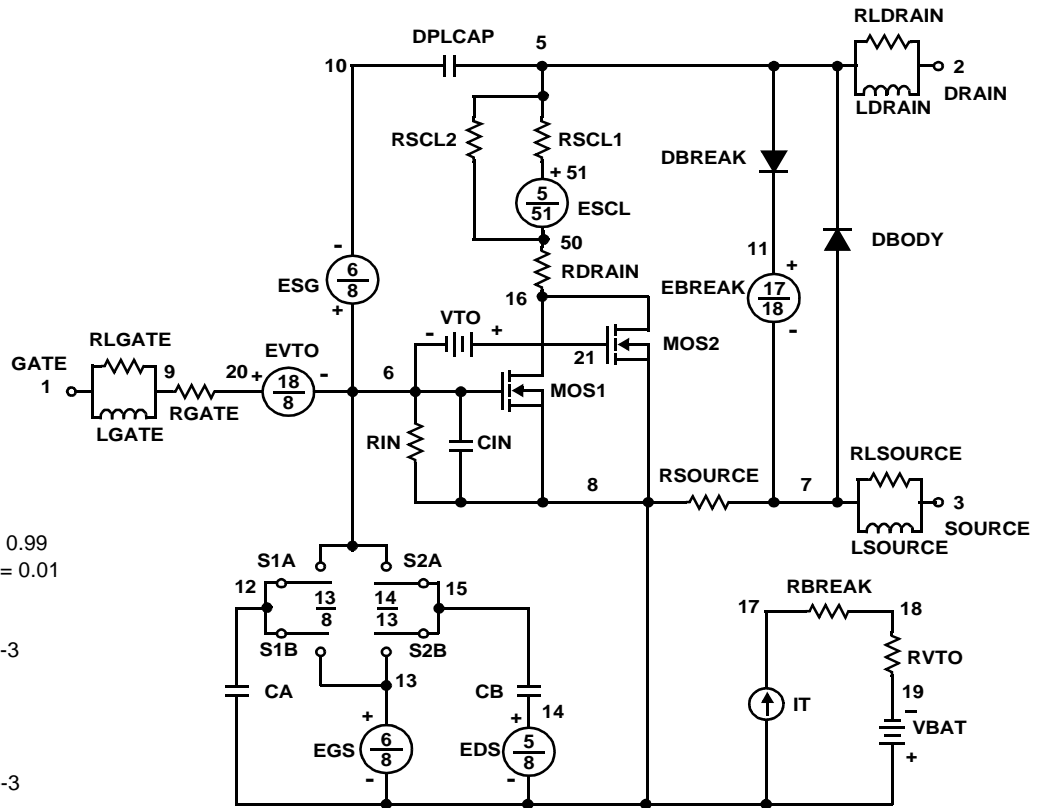 RLDRAIN
DPLCAP
5
10
2
LDRAIN
DRAIN
RSCL2
RSCL1
DBREAK
+ 51
5
51
ESCL
50
RDRAIN
11
DBODY
-
ESG
6
8
+
EBREAK
+
17
18
-
16
VTO
-
+
MOS2
21
RLGATE
GATE
1
9
LGATE
RGATE
20
EVTO
+
18
8
-
6
MOS1
RIN
CIN
8
RSOURCE
7
RLSOURCE
3
LSOURCE
SOURCE
0.99
= 0.01
S1A
S2A
12
13
8
14
13
15
S1B
S2B
13
-3
CA
CB
14
+
EGS
6
8
-
+
EDS
5
8
-
RBREAK
17
18
RVTO
19
IT
-
VBAT
+
-3